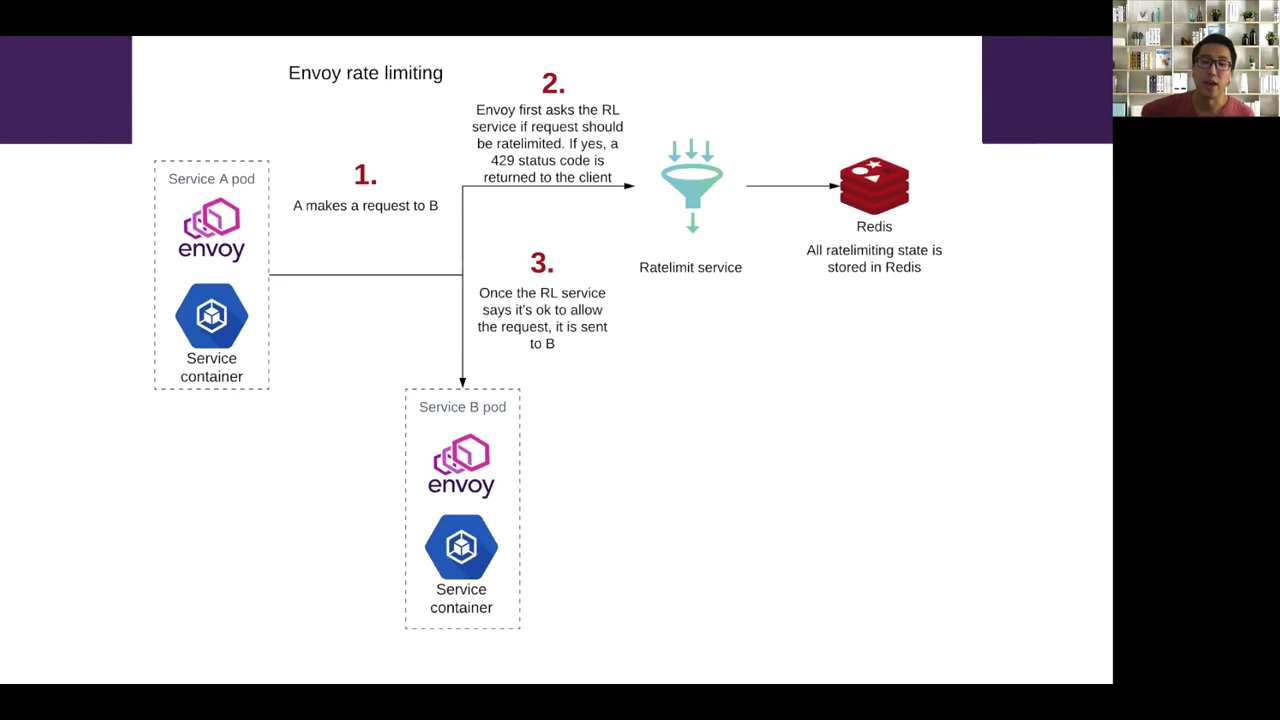 Envoy rate limiting
2.
Envoy first asks the RL
service if request should
be ratelimited. If yes, a
429 status code is
returned to the client
1.
A makes a request to B
Service A pod
envoy
Service
container
3.
Once the RL service
says it's ok to allow
the request, it is sent
to B
Ratelimit service
Redis
All ratelimiting state is
stored in Redis
Service B pod
envoy
Service
container